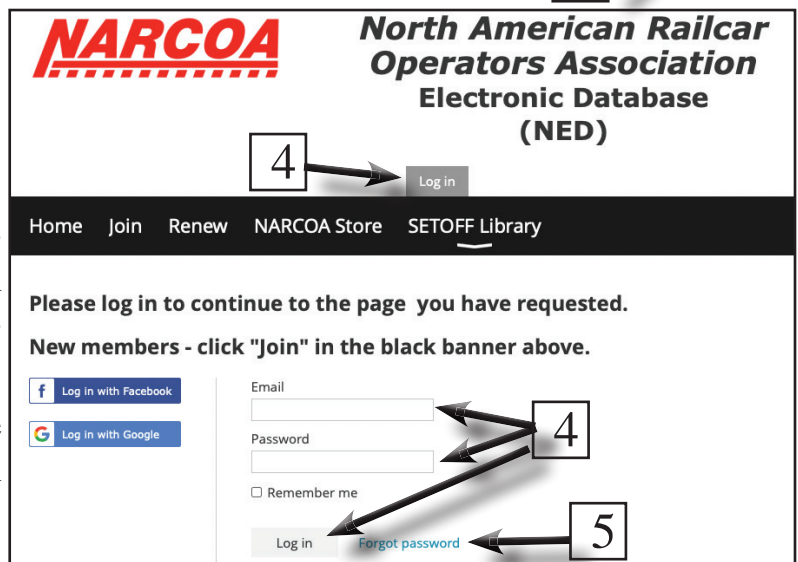 NARCOA
North American Railcar
Operators Association
Electronic Database
(NED)
4
Log in
Home Join Renew NARCOA Store SETOFF Library
Please log in to continue to the page you have requested.
New members - click "Join" in the black banner above.
f Log in with Facebook
G Log in with Google
Email
Password
4
Remember me
Log in Forgot password
5